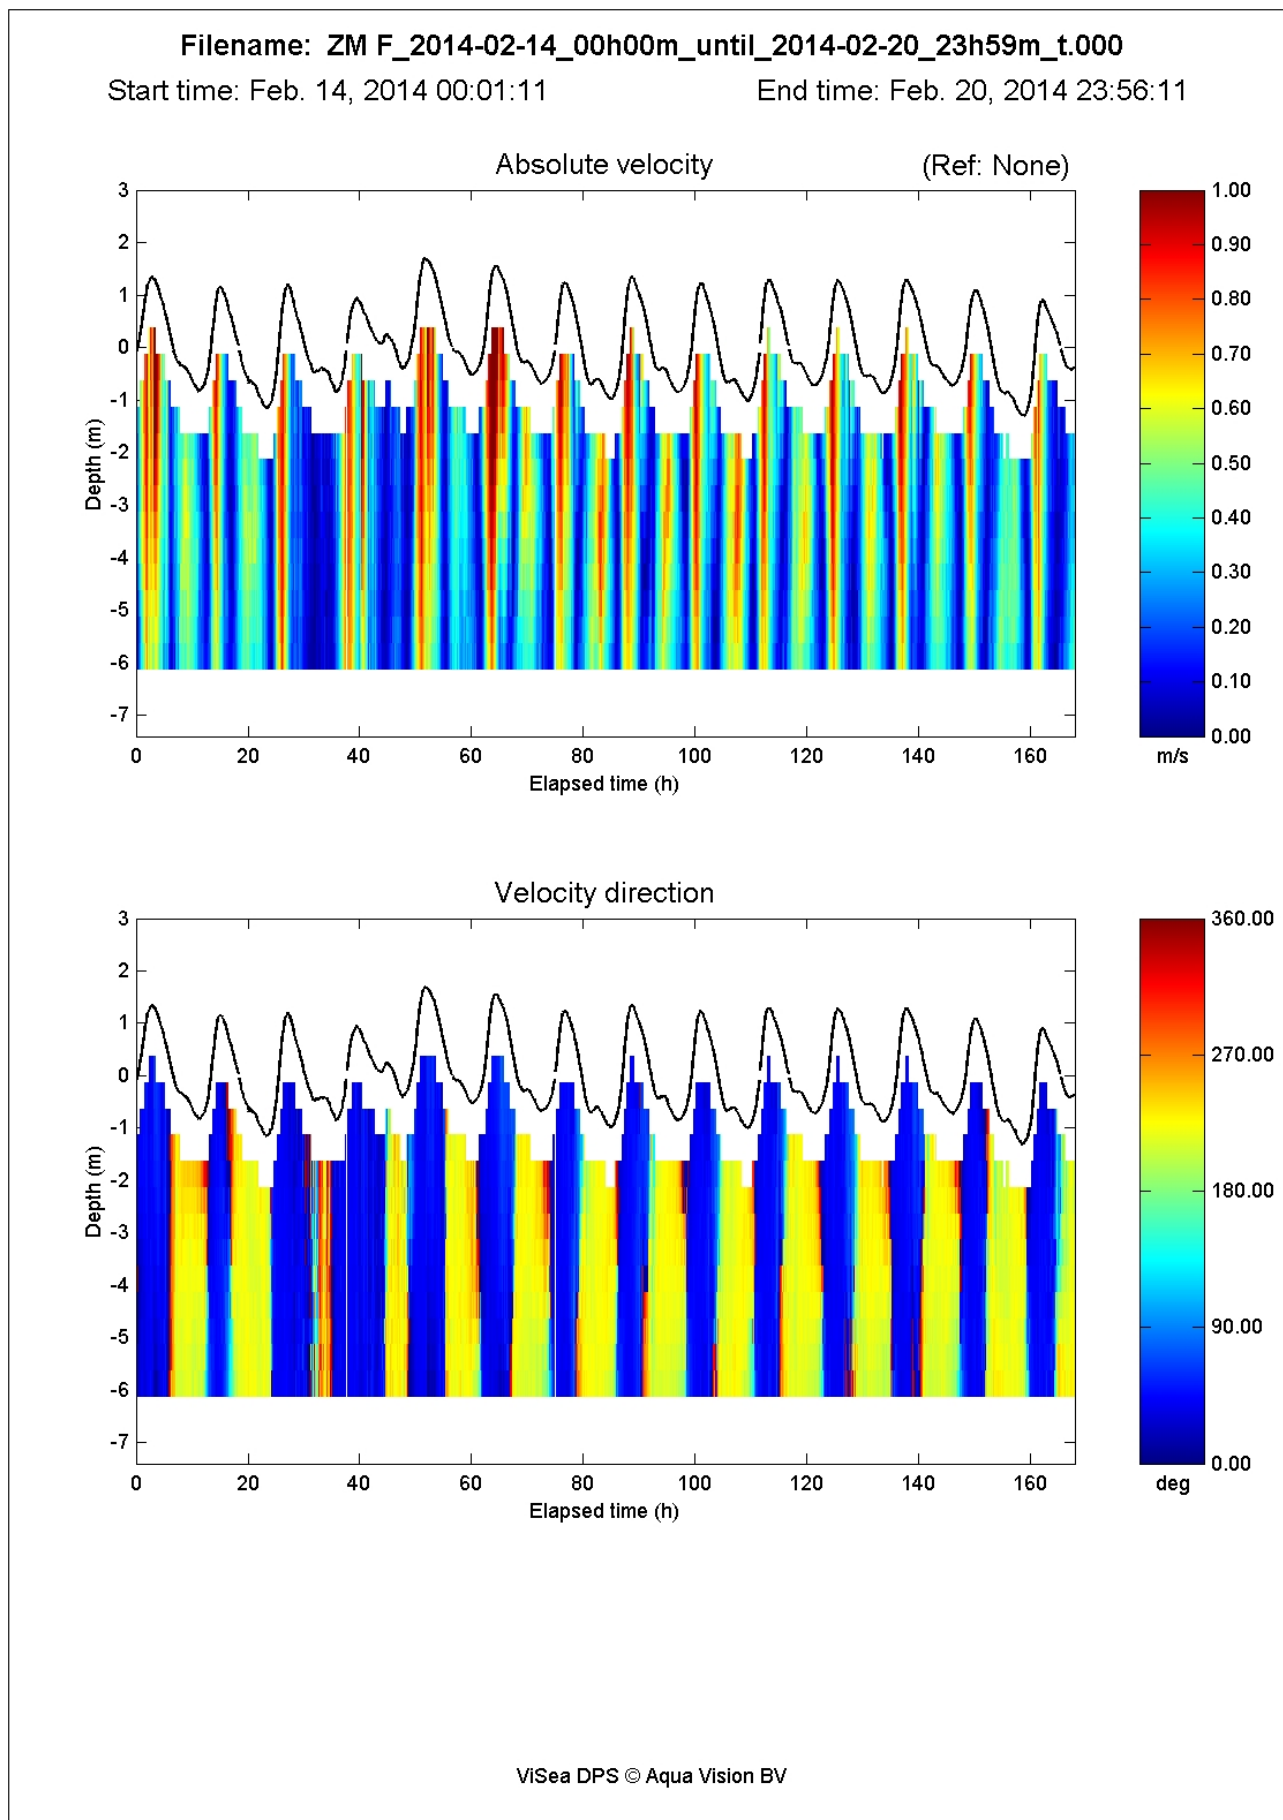 Filename:  ZM F_2014-02-14_00h00m_until_2014-02-20_23h59m_t.000
Start time: Feb. 14, 2014 00:01:11 End time: Feb. 20, 2014 23:56:11
Absolute velocity (Ref: None)
3
2
1
0
-1
-2
-3
-4
-5
-6
-7
Depth (m)
0 20 40 60 80 100 120 140 160
Elapsed time (h)
1.00
0.90
0.80
0.70
0.60
0.50
0.40
0.30
0.20
0.10
0.00
m/s
Velocity direction
3
2
1
0
-1
-2
-3
-4
-5
-6
-7
Depth (m)
0 20 40 60 80 100 120 140 160
Elapsed time (h)
360.00
270.00
180.00
90.00
0.00
deg
ViSea DPS © Aqua Vision BV